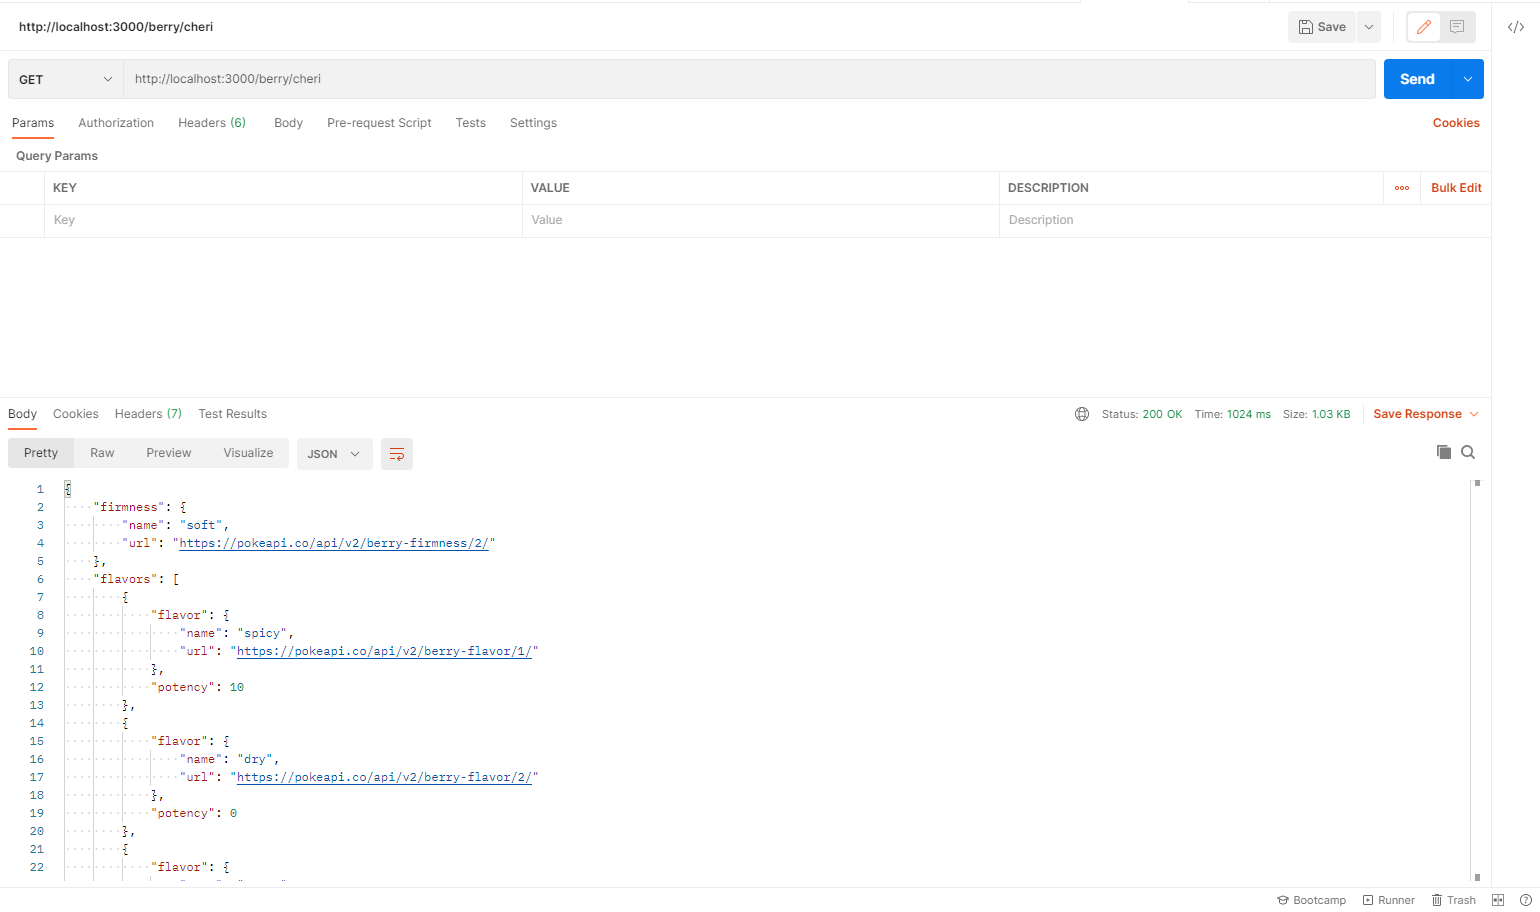 http://localhost:3000/berry/cheri
Save
GET
http://localhost:3000/berry/cheri
Send
Params Authorization Headers (6) Body Pre-request Script Tests Settings Cookies
Query Params
KEY VALUE DESCRIPTION Bulk Edit
Key Value Description
Body Cookies Headers (7) Test Results Status: 200 OK Time: 1024 ms Size: 1.03 KB Save Response
Pretty Raw Preview Visualize JSON
1 {
2 "firmness": {
3 "name": "soft",
4 "url": "https://pokeapi.co/api/v2/berry-firmness/2/"
5 },
6 "flavors": [
7 {
8 "flavor": {
9 "name": "spicy",
10 "url": "https://pokeapi.co/api/v2/berry-flavor/1/"
11 },
12 "potency": 10
13 },
14 {
15 "flavor": {
16 "name": "dry",
17 "url": "https://pokeapi.co/api/v2/berry-flavor/2/"
18 },
19 "potency": 0
20 },
21 {
22 "flavor": {
Bootcamp Runner Trash